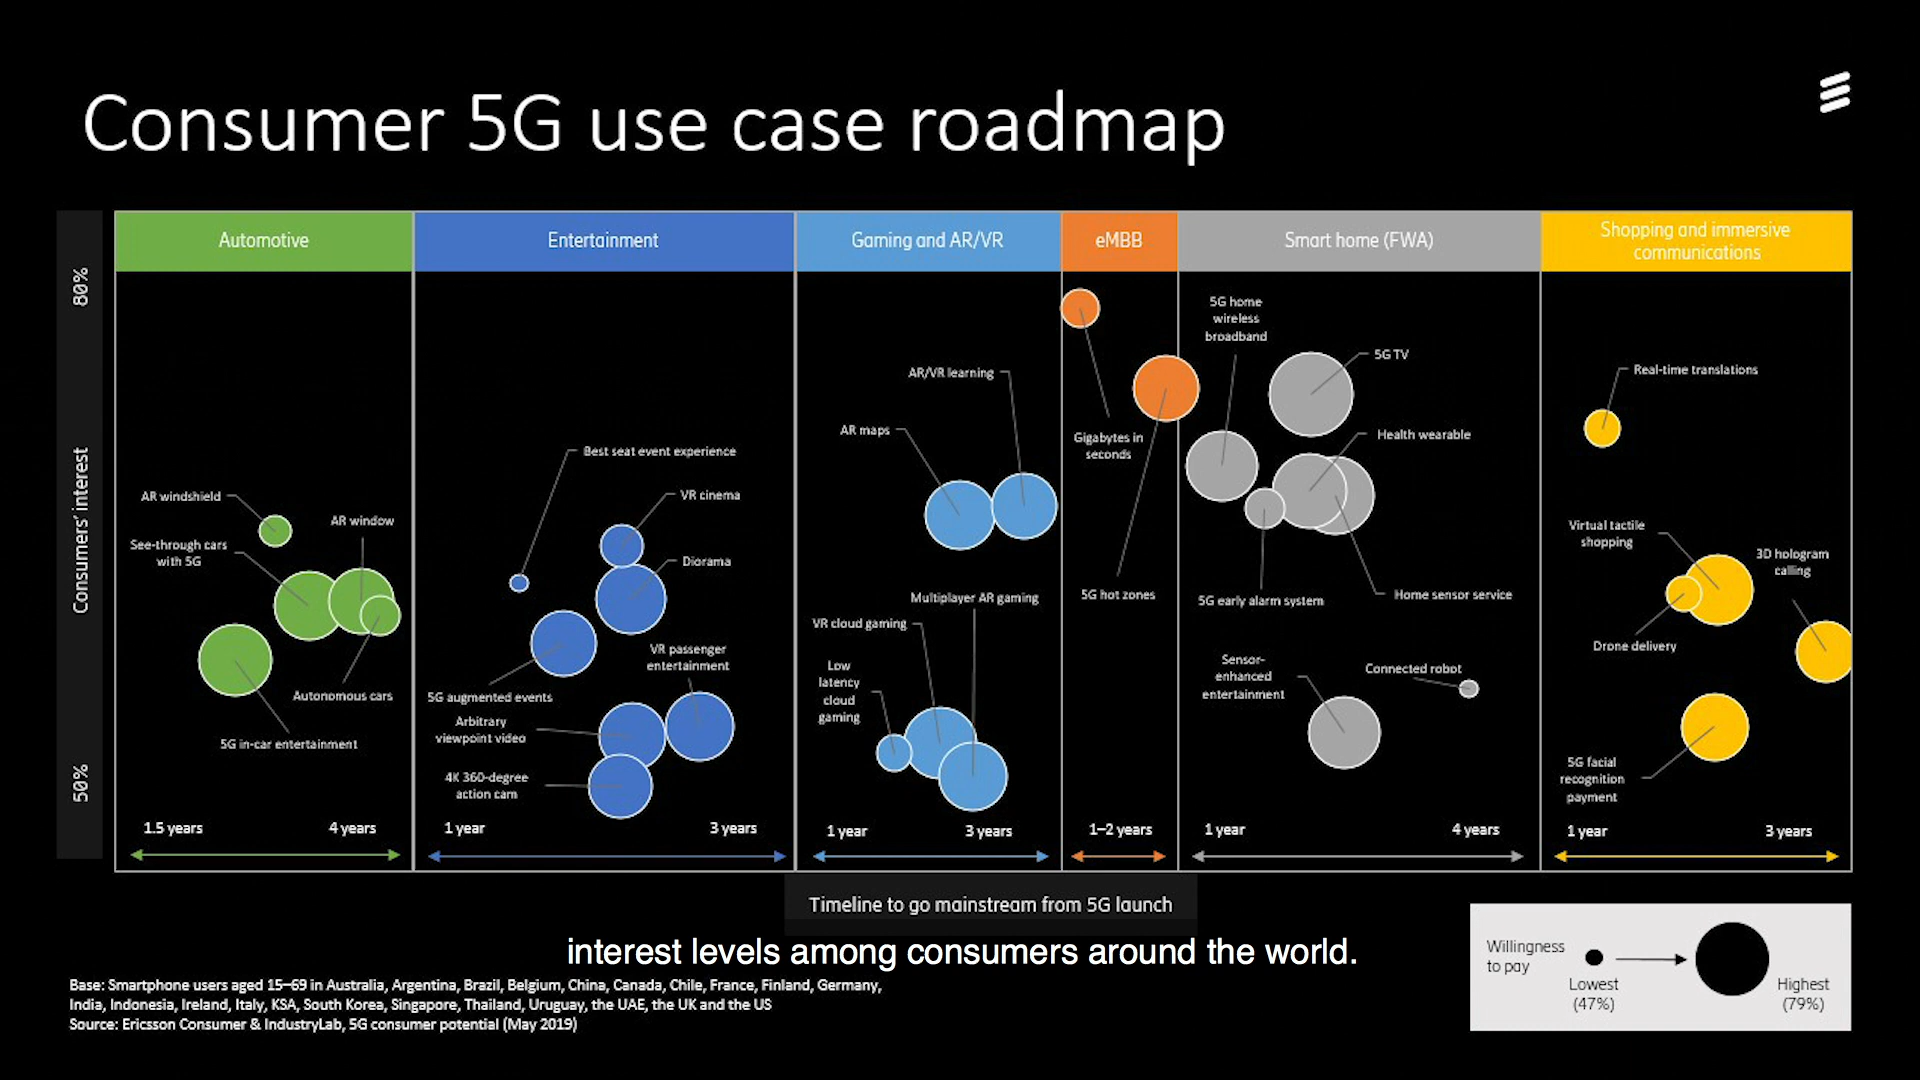 Consumer 5G use case roadmap
Automotive
Entertainment
Gaming and AR/VR
eMBB
Smart home (FWA)
Shopping and immersive
communications
80%
Consumers' interest
50%
AR windshield
See-through cars
with 5G
AR window
Autonomous cars
5G in-car entertainment
1.5 years
4 years
Best seat event experience
VR cinema
Diorama
VR passenger
entertainment
5G augmented events
Arbitrary
viewpoint video
4K 360-degree
action cam
1 year
3 years
AR/VR learning
AR maps
Multiplayer AR gaming
VR cloud gaming
Low
latency
cloud
gaming
1 year
3 years
Gigabytes in
seconds
5G hot zones
1–2 years
5G home
wireless
broadband
5G TV
Health wearable
5G early alarm system
Home sensor service
Sensor-
enhanced
entertainment
Connected robot
1 year
4 years
Real-time translations
Virtual tactile
shopping
3D hologram
calling
Drone delivery
5G facial
recognition
payment
1 year
3 years
Timeline to go mainstream from 5G launch
interest levels among consumers around the world.
Base: Smartphone users aged 15–69 in Australia, Argentina, Brazil, Belgium, China, Canada, Chile, France, Finland, Germany,
India, Indonesia, Ireland, Italy, KSA, South Korea, Singapore, Thailand, Uruguay, the UAE, the UK and the US
Source: Ericsson Consumer & IndustryLab, 5G consumer potential (May 2019)
Willingness
to pay
Lowest
(47%)
Highest
(79%)